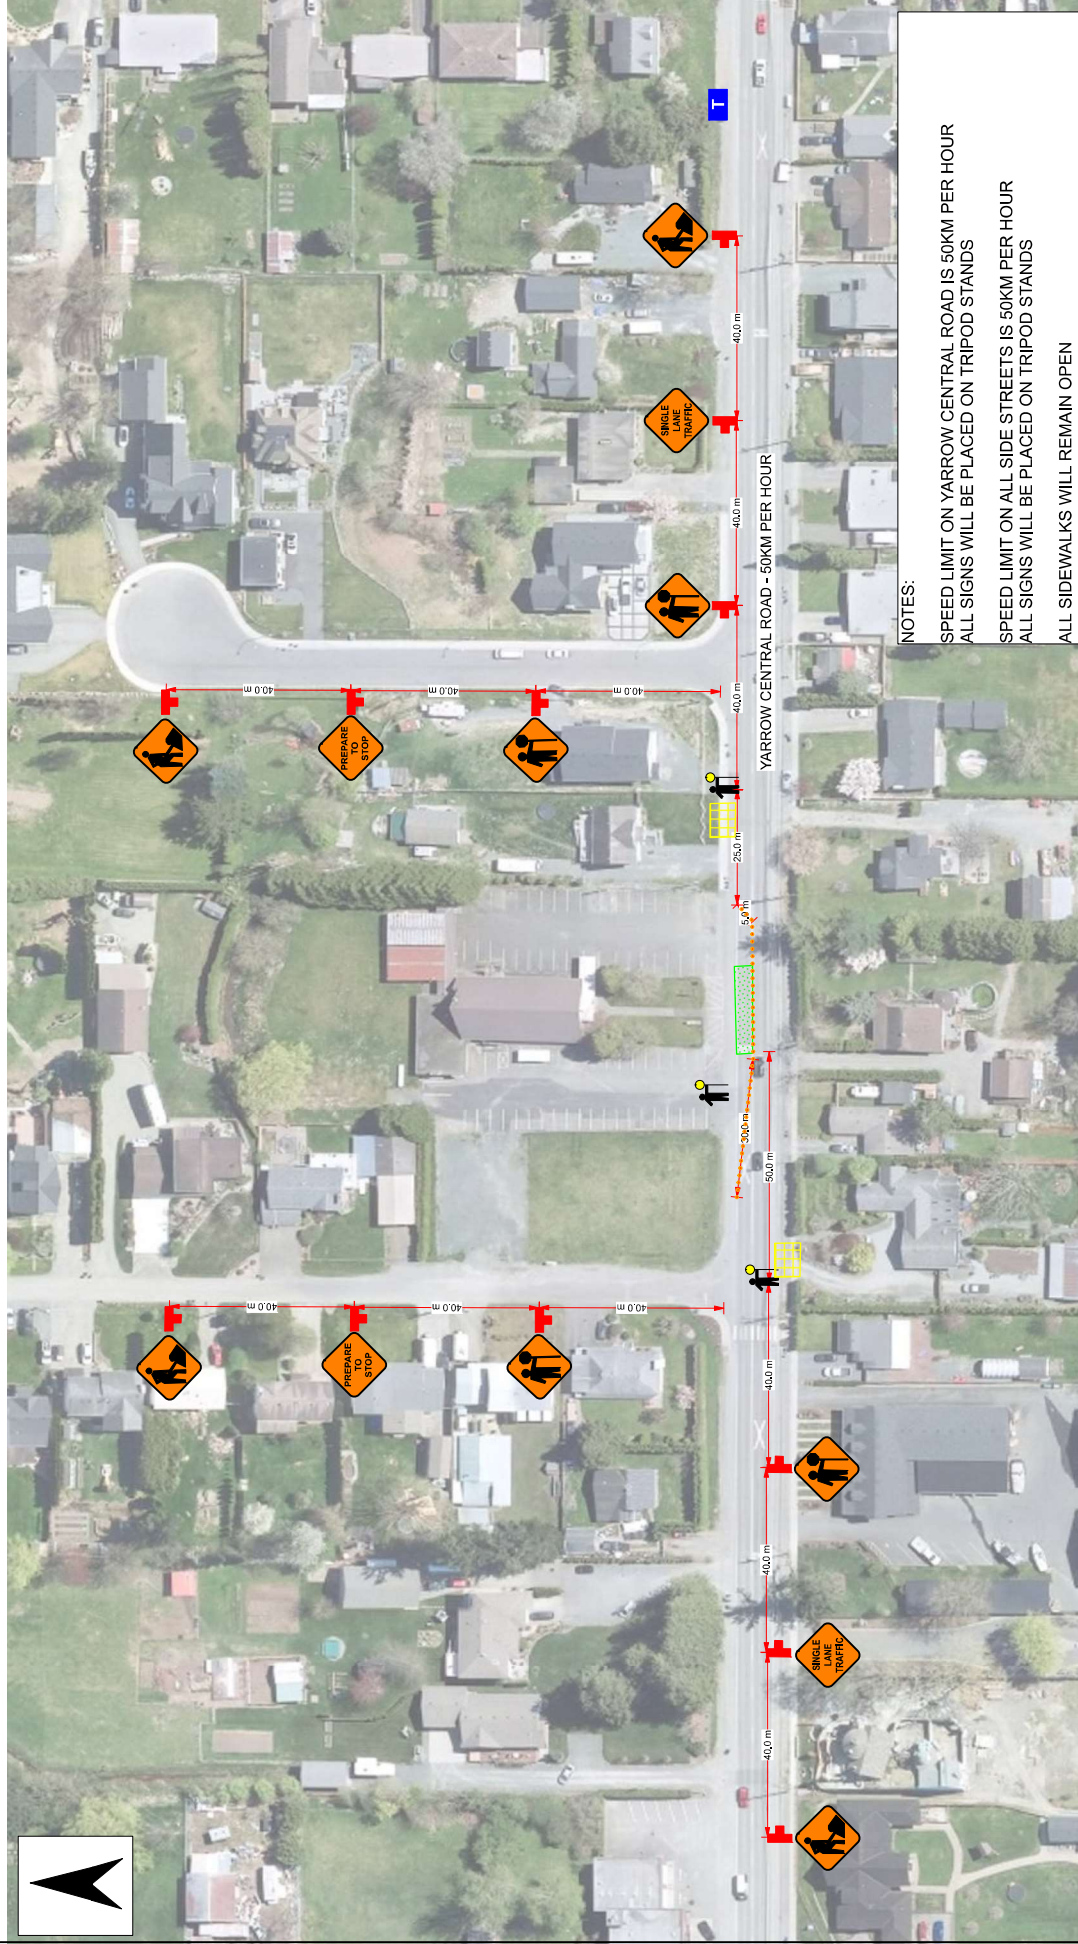 NOTES:
SPEED LIMIT ON YARROW CENTRAL ROAD IS 50KM PER HOUR
ALL SIGNS WILL BE PLACED ON TRIPOD STANDS
SPEED LIMIT ON ALL SIDE STREETS IS 50KM PER HOUR
ALL SIGNS WILL BE PLACED ON TRIPOD STANDS
ALL SIDEWALKS WILL REMAIN OPEN
YARROW CENTRAL ROAD - 50KM PER HOUR
T
SINGLE
LANE
TRAFFIC
40.0 m
40.0 m
40.0 m
25.0 m
5.0 m
30.0 m
50.0 m
40.0 m
40.0 m
40.0 m
SINGLE
LANE
TRAFFIC
PREPARE
TO
STOP
40.0 m
40.0 m
40.0 m
PREPARE
TO
STOP
40.0 m
40.0 m
40.0 m